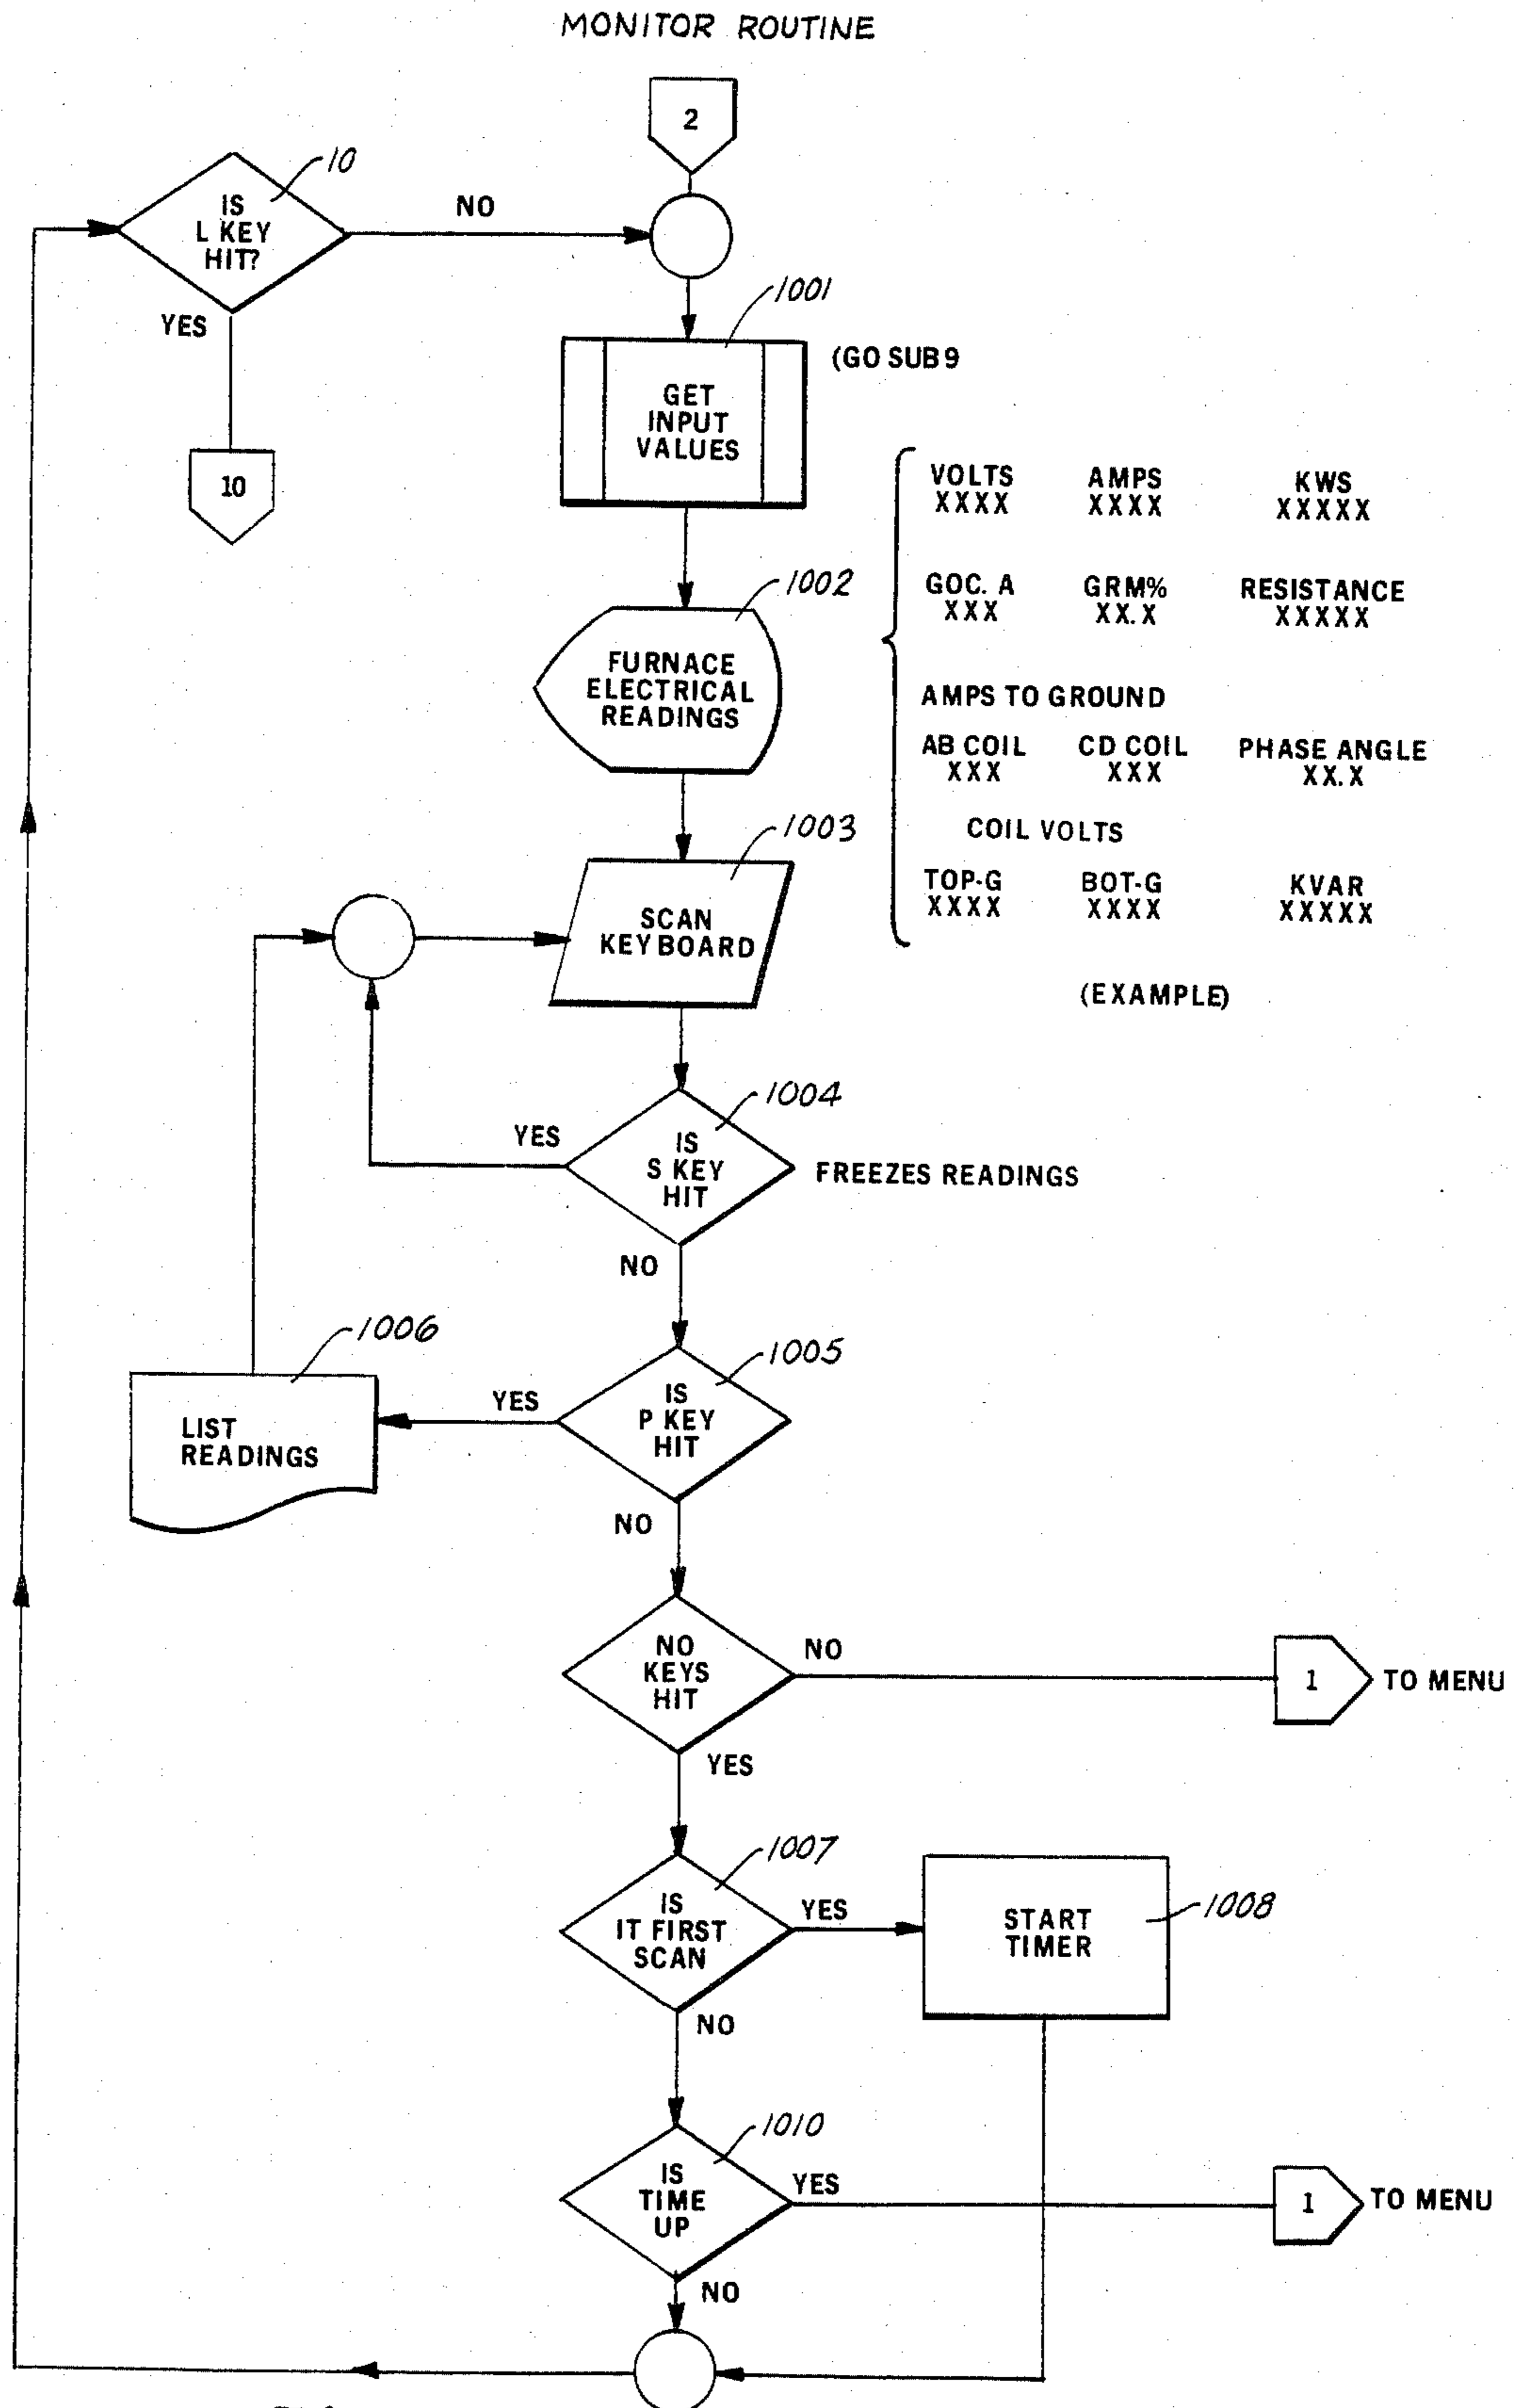 MONITOR ROUTINE
2
10
IS
L KEY
HIT?
NO
YES
10
1001
GET
INPUT
VALUES
(GO SUB 9
1002
FURNACE
ELECTRICAL
READINGS
VOLTS AMPS KWS
XXXX XXXX XXXXX
GOC. A GRM% RESISTANCE
XXX XX.X XXXXX
AMPS TO GROUND
AB COIL CD COIL PHASE ANGLE
XXX XXX XX.X
COIL VOLTS
TOP-G BOT-G KVAR
XXXX XXXX XXXXX
(EXAMPLE)
1003
SCAN
KEYBOARD
1004
IS
S KEY
HIT
YES
FREEZES READINGS
NO
1005
IS
P KEY
HIT
YES
1006
LIST
READINGS
NO
NO
KEYS
HIT
NO
1
TO MENU
YES
1007
IS
IT FIRST
SCAN
YES
START
TIMER
1008
NO
1010
IS
TIME
UP
YES
1
TO MENU
NO